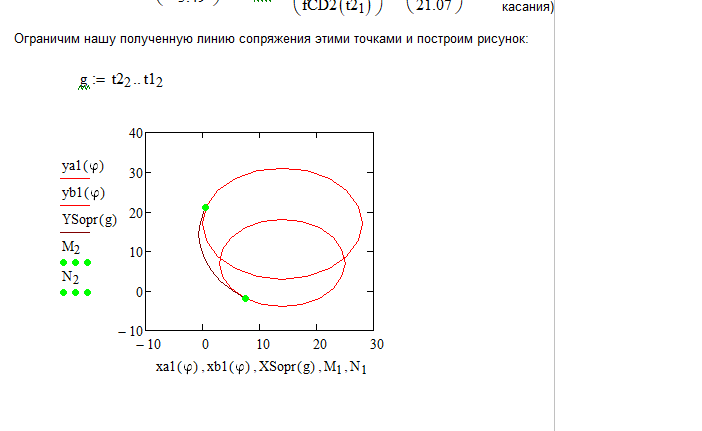 (fCD2(t2₁)) (21.07) касания)
Ограничим нашу полученную линию сопряжения этими точками и построим рисунок:
g := t2₂ .. t1₂
ya1(φ)
yb1(φ)
YSopr(g)
M₂
N₂
40
30
20
10
0
−10
−10 0 10 20 30
xa1(φ) , xb1(φ) , XSopr(g) , M₁ , N₁